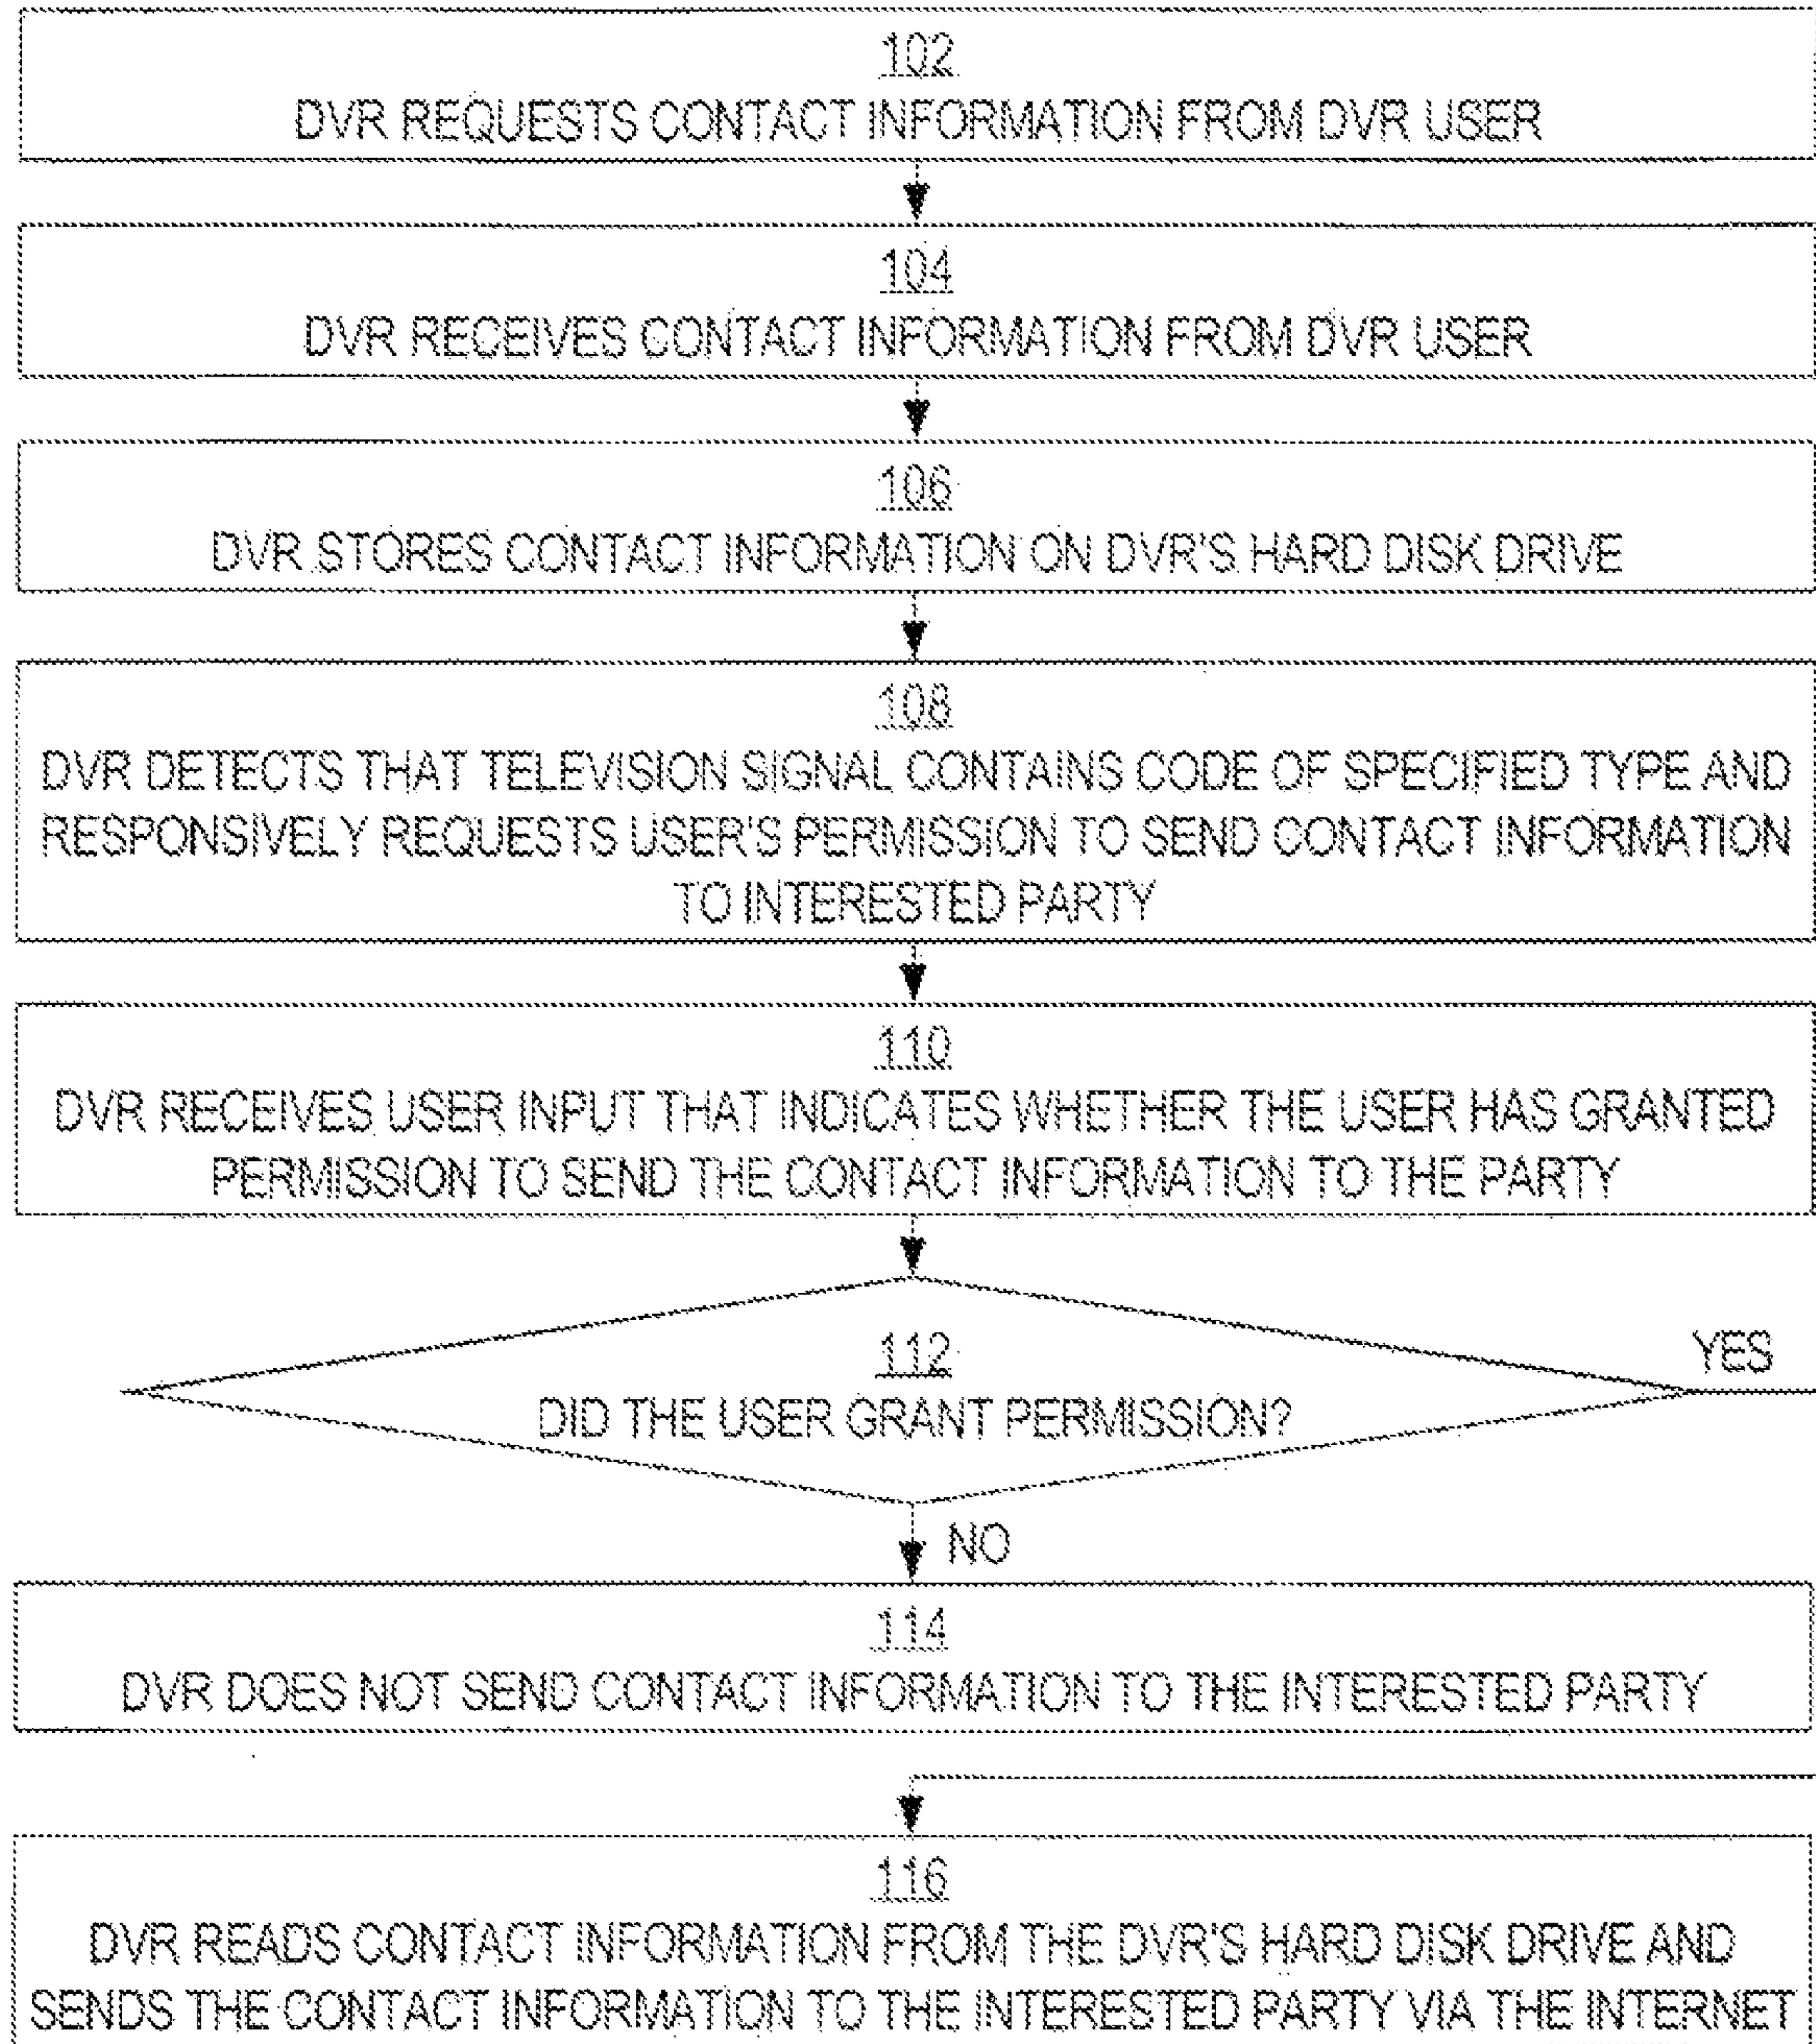 102
DVR REQUESTS CONTACT INFORMATION FROM DVR USER
104
DVR RECEIVES CONTACT INFORMATION FROM DVR USER
106
DVR STORES CONTACT INFORMATION ON DVR'S HARD DISK DRIVE
108
DVR DETECTS THAT TELEVISION SIGNAL CONTAINS CODE OF SPECIFIED TYPE AND
RESPONSIVELY REQUESTS USER'S PERMISSION TO SEND CONTACT INFORMATION
TO INTERESTED PARTY
110
DVR RECEIVES USER INPUT THAT INDICATES WHETHER THE USER HAS GRANTED
PERMISSION TO SEND THE CONTACT INFORMATION TO THE PARTY
112
DID THE USER GRANT PERMISSION?
YES
NO
114
DVR DOES NOT SEND CONTACT INFORMATION TO THE INTERESTED PARTY
116
DVR READS CONTACT INFORMATION FROM THE DVR'S HARD DISK DRIVE AND
SENDS THE CONTACT INFORMATION TO THE INTERESTED PARTY VIA THE INTERNET